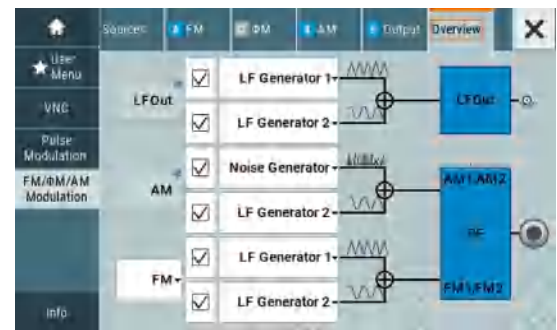 Sources
FM
ΦM
AM
Output
Overview
User
Menu
VNC
Pulse
Modulation
FM/ΦM/AM
Modulation
Info
LFOut
LF Generator 1
LF Generator 2
LFOut
AM
Noise Generator
LF Generator 2
AM1/AM2
RF
FM
LF Generator 1
LF Generator 2
FM1/FM2